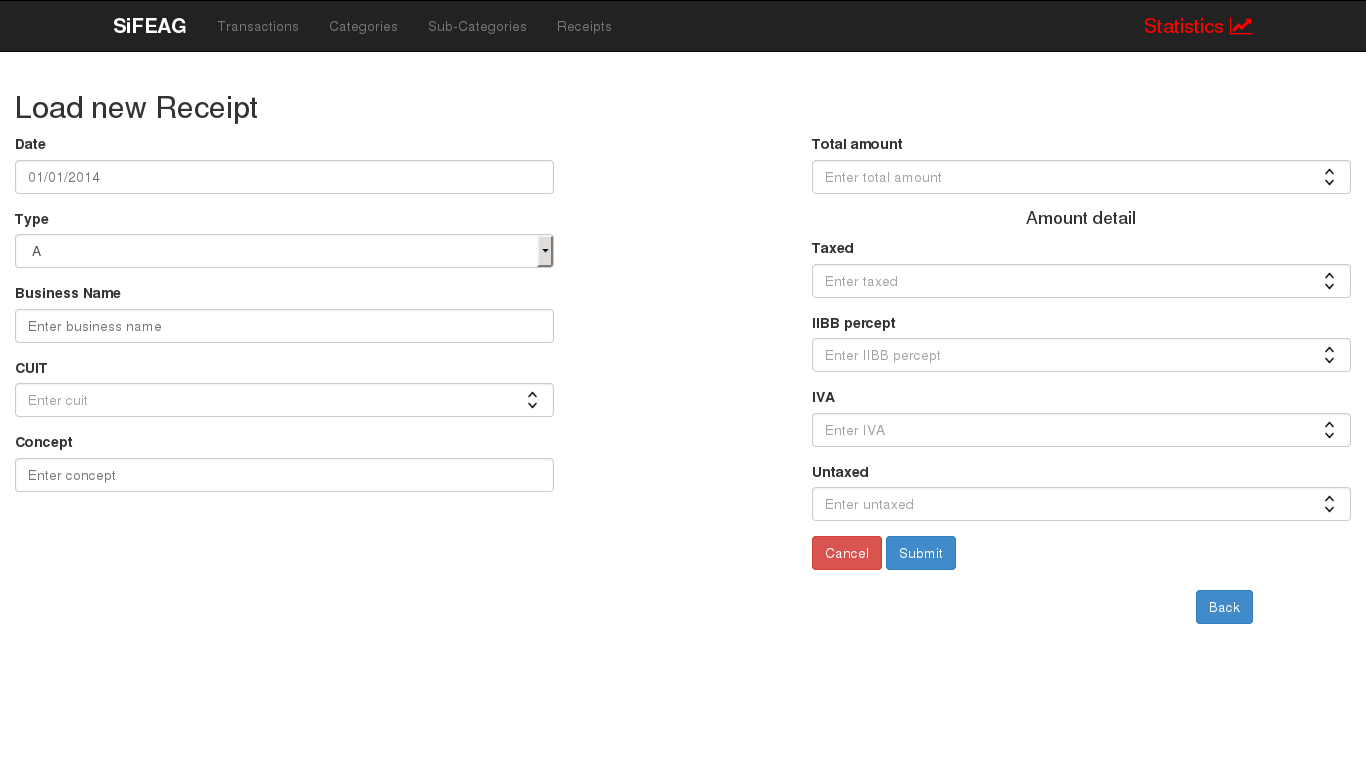 SiFEAG Transactions Categories Sub-Categories Receipts Statistics
Load new Receipt
Date
01/01/2014
Type
A
Business Name
Enter business name
CUIT
Enter cuit
Concept
Enter concept
Total amount
Enter total amount
Amount detail
Taxed
Enter taxed
IIBB percept
Enter IIBB percept
IVA
Enter IVA
Untaxed
Enter untaxed
Cancel Submit
Back